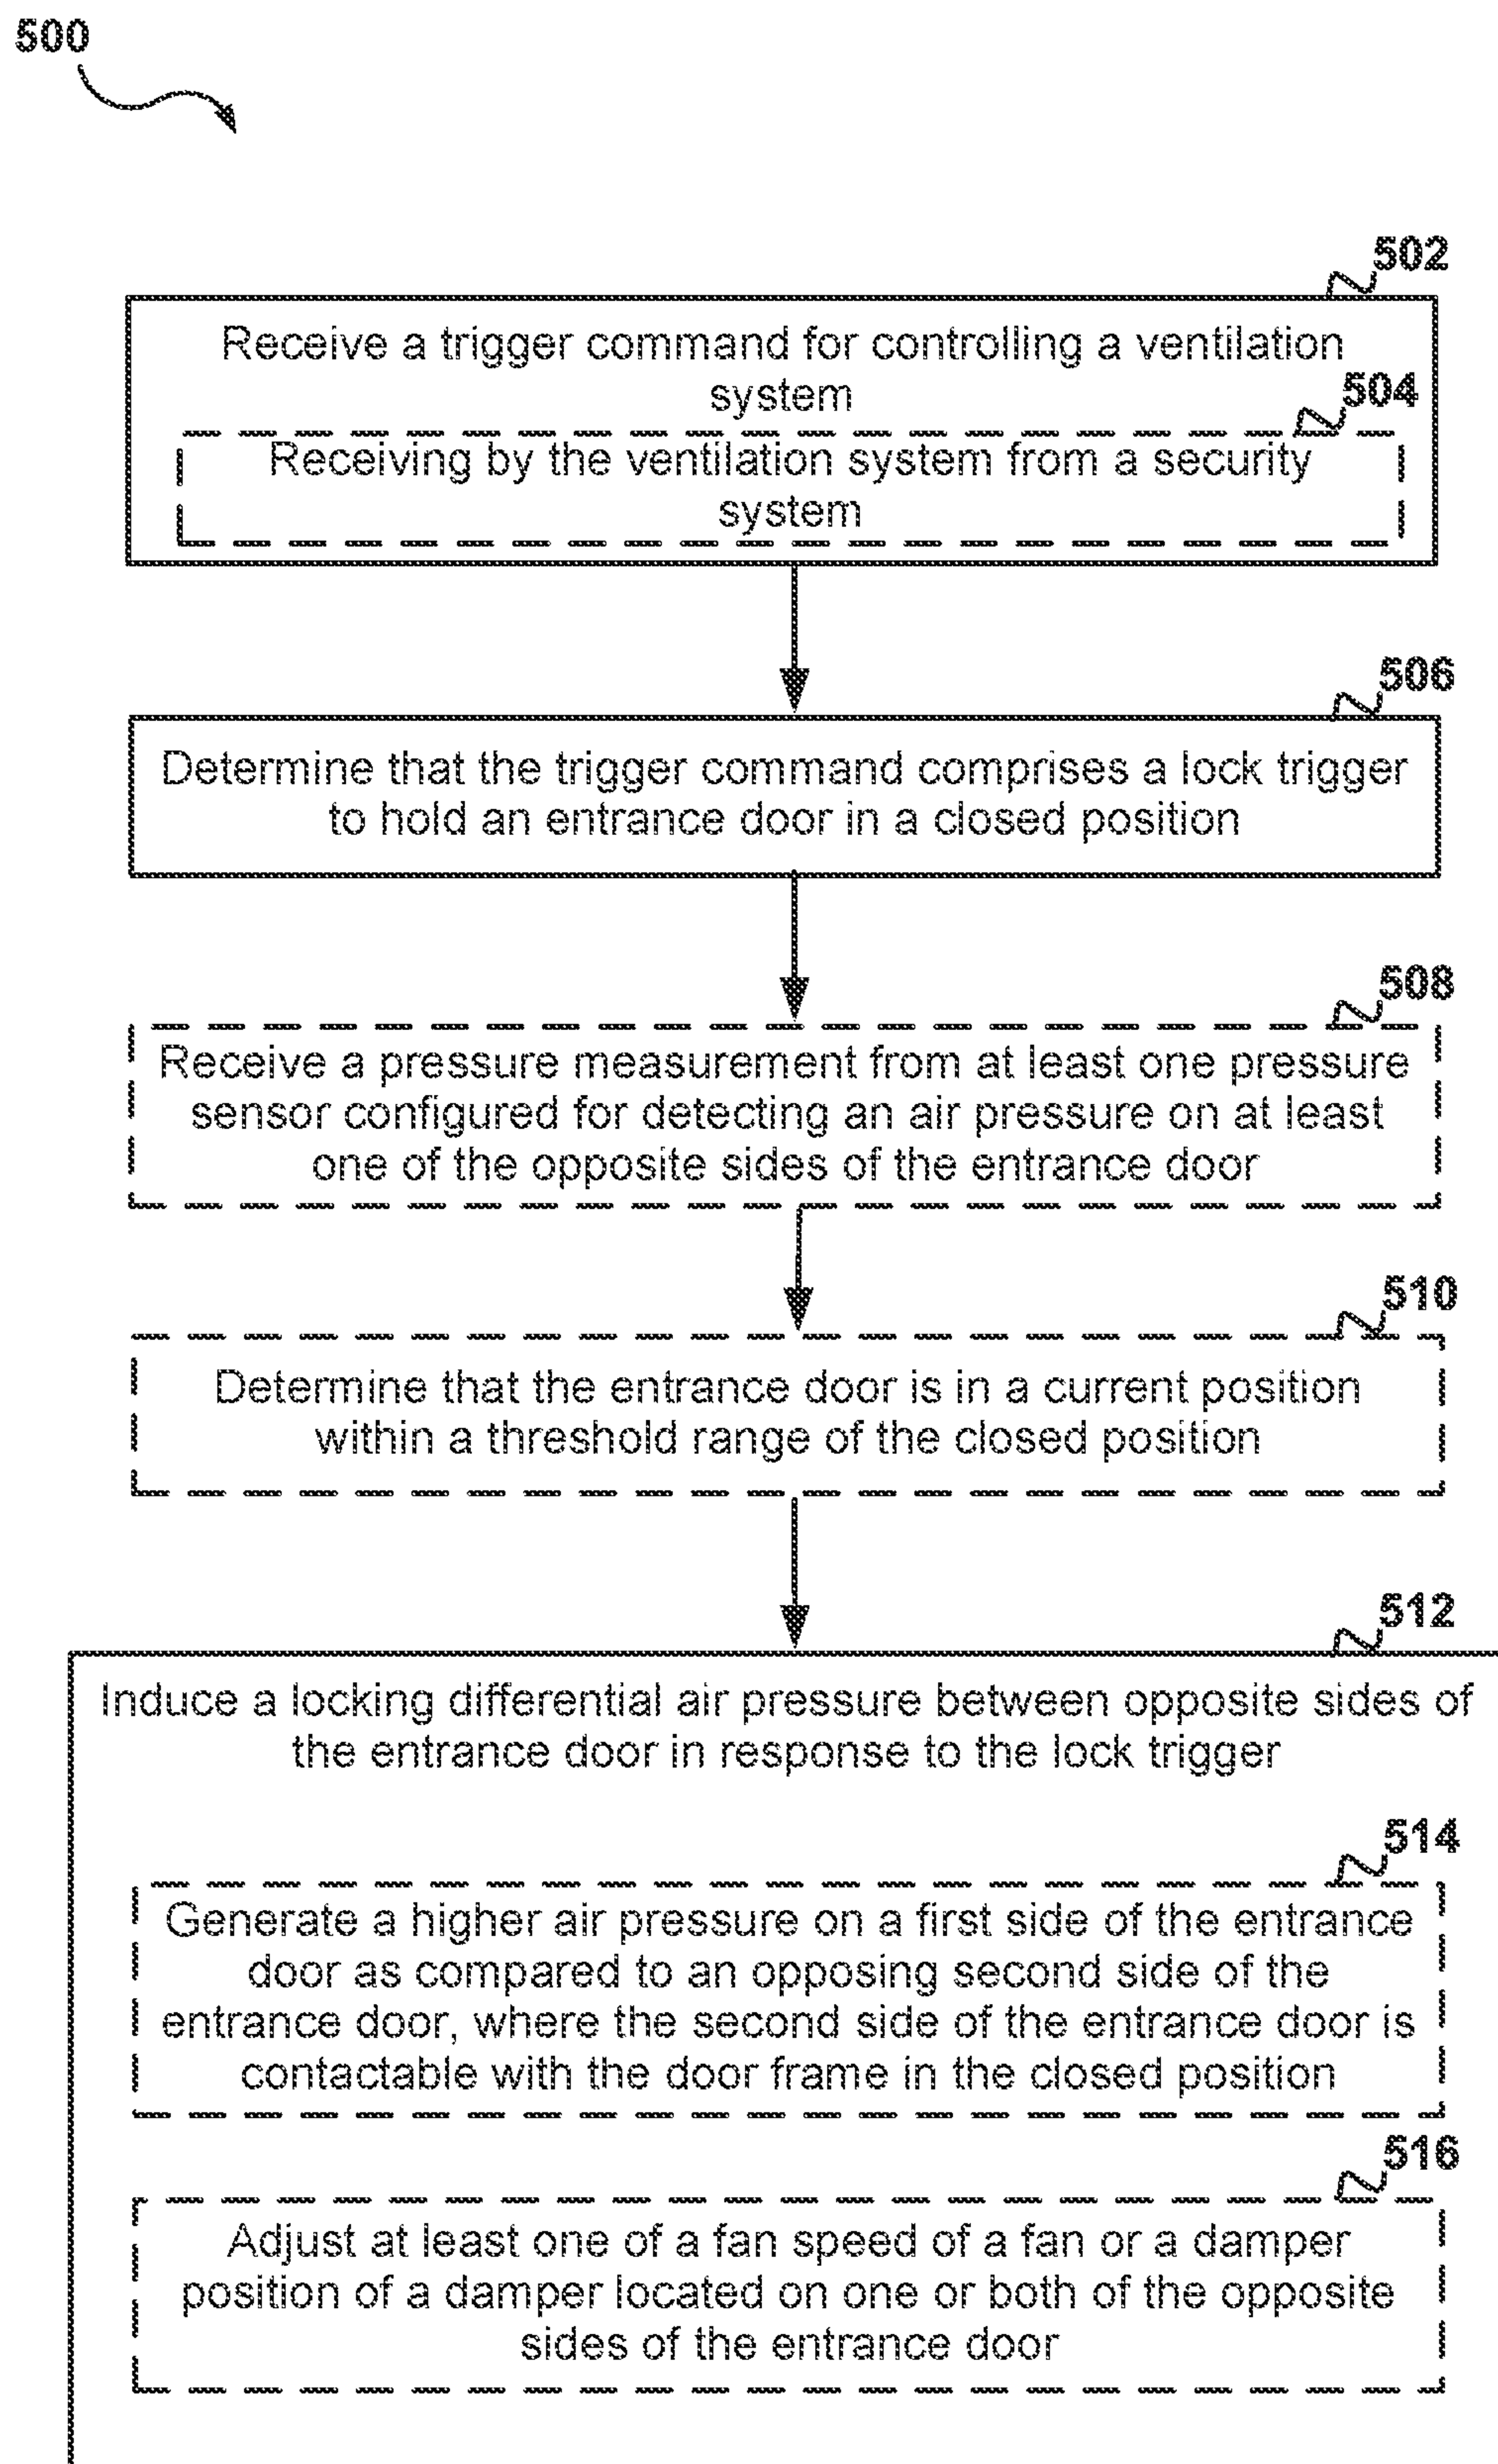 500
502
Receive a trigger command for controlling a ventilation
system
504
Receiving by the ventilation system from a security
system
506
Determine that the trigger command comprises a lock trigger
to hold an entrance door in a closed position
508
Receive a pressure measurement from at least one pressure
sensor configured for detecting an air pressure on at least
one of the opposite sides of the entrance door
510
Determine that the entrance door is in a current position
within a threshold range of the closed position
512
Induce a locking differential air pressure between opposite sides of
the entrance door in response to the lock trigger
514
Generate a higher air pressure on a first side of the entrance
door as compared to an opposing second side of the
entrance door, where the second side of the entrance door is
contactable with the door frame in the closed position
516
Adjust at least one of a fan speed of a fan or a damper
position of a damper located on one or both of the opposite
sides of the entrance door